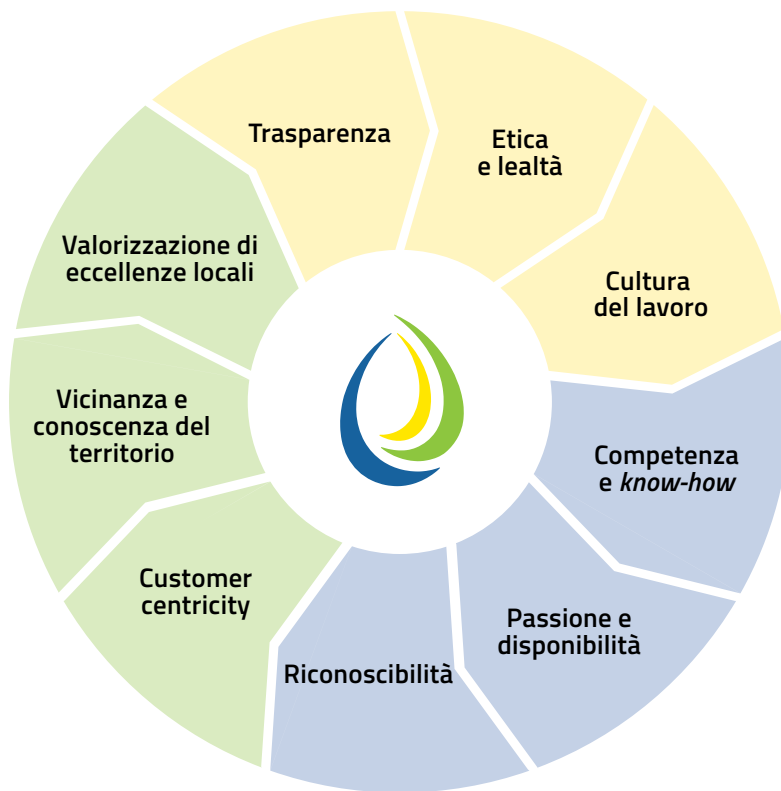 Trasparenza
Etica
e lealtà
Cultura
del lavoro
Competenza
e know-how
Passione e
disponibilità
Riconoscibilità
Customer
centricity
Vicinanza e
conoscenza del
territorio
Valorizzazione di
eccellenze locali